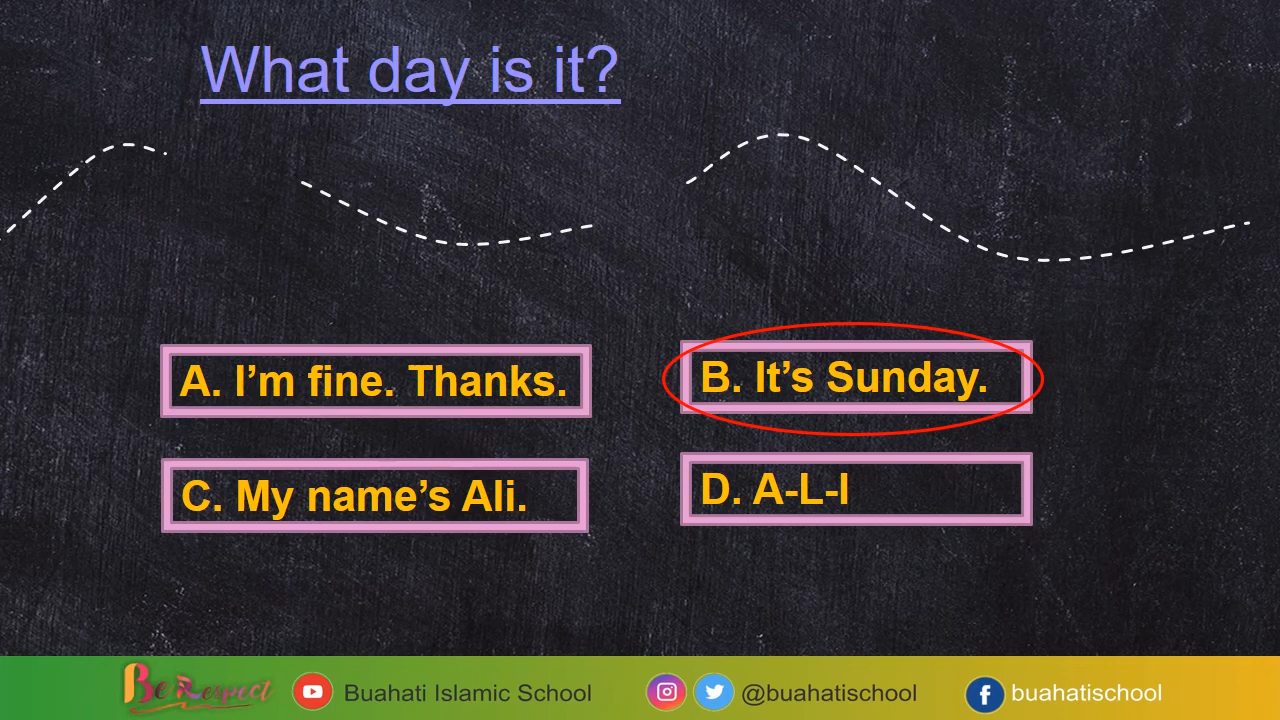 What day is it?
A. I’m fine. Thanks.
B. It’s Sunday.
C. My name’s Ali.
D. A-L-I
Be Respect
Buahati Islamic School
@buahatischool
buahatischool